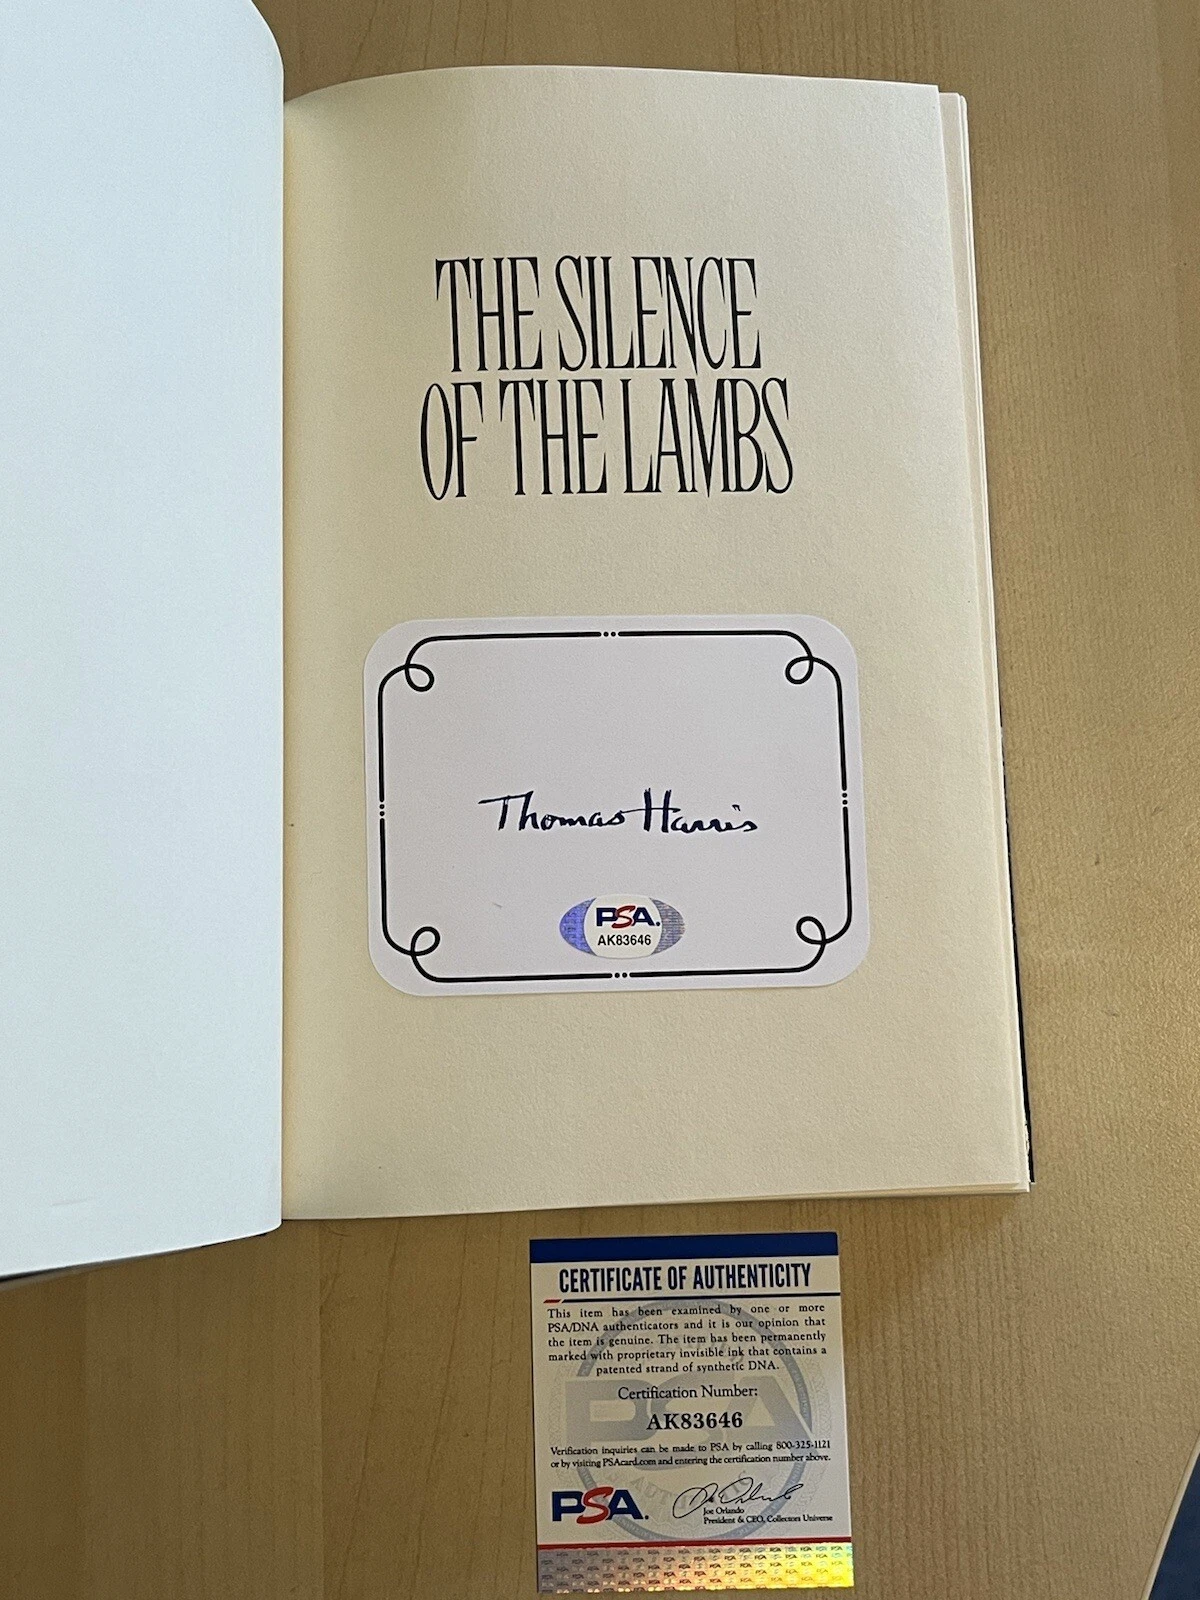 THE SILENCE
OF THE LAMBS
Thomas Harris
PSA.
AK83646
CERTIFICATE OF AUTHENTICITY
This item has been examined by one or more
PSA/DNA authenticators and it is our opinion that
the item is genuine. The item has been permanently
marked with proprietary invisible ink that contains a
patented strand of synthetic DNA.
Certification Number:
AK83646
Verification inquiries can be made to PSA by calling 800-325-1121
or by visiting PSAcard.com and entering the certification number above.
PSA.
Joe Orlando
President & CEO, Collectors Universe